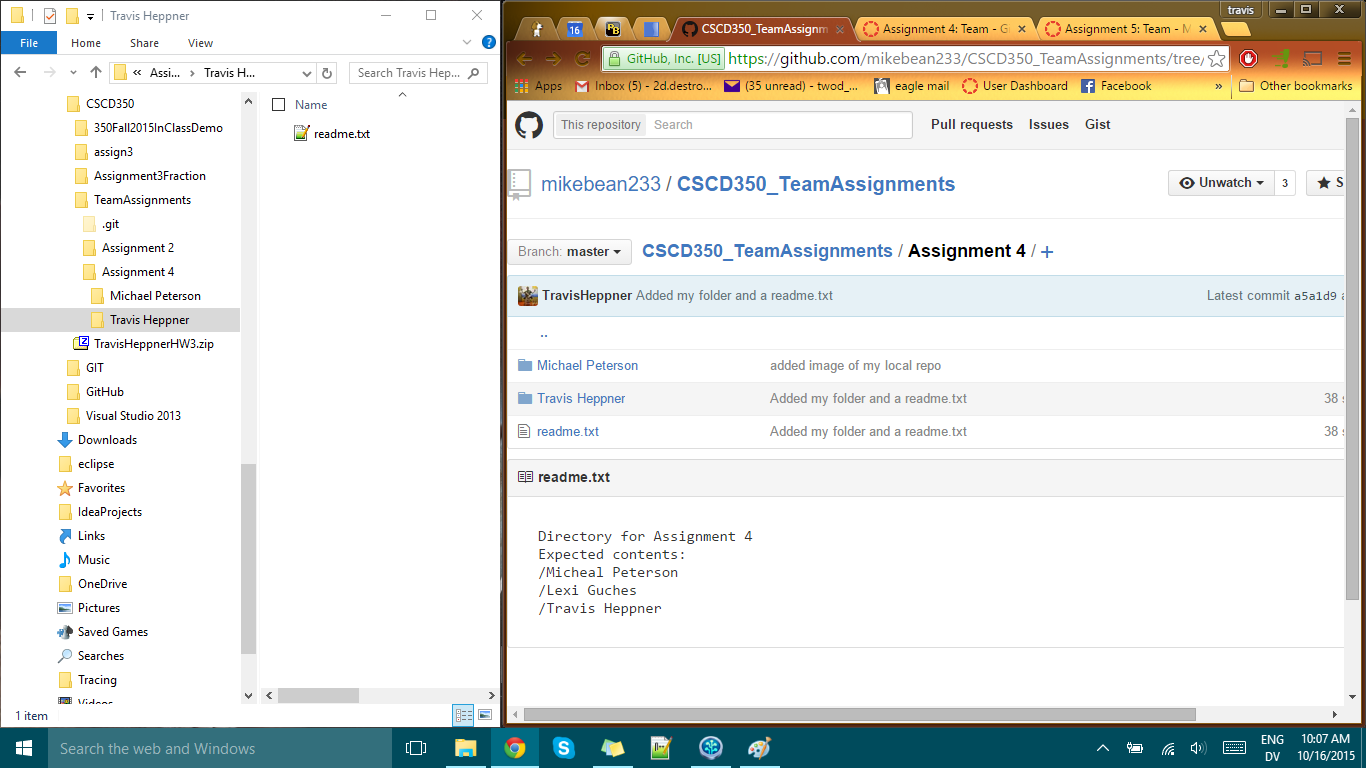 Travis Heppner
File
Home
Share
View
« Assi...
Travis H...
Search Travis Hep...
CSCD350
350Fall2015InClassDemo
assign3
Assignment3Fraction
TeamAssignments
.git
Assignment 2
Assignment 4
Michael Peterson
Travis Heppner
TravisHeppnerHW3.zip
GIT
GitHub
Visual Studio 2013
Downloads
eclipse
Favorites
IdeaProjects
Links
Music
OneDrive
Pictures
Saved Games
Searches
Tracing
Videos
Name
readme.txt
1 item
travis
16
CSCD350_TeamAssignm
Assignment 4: Team - G
Assignment 5: Team - M
GitHub, Inc. [US]
https://github.com/mikebean233/CSCD350_TeamAssignments/tree/
Apps
Inbox (5) - 2d.destro...
(35 unread) - twod_...
eagle mail
User Dashboard
Facebook
»
Other bookmarks
This repository
Search
Pull requests
Issues
Gist
mikebean233 / CSCD350_TeamAssignments
Unwatch
3
S
Branch: master
CSCD350_TeamAssignments / Assignment 4 / +
TravisHeppner Added my folder and a readme.txt
Latest commit a5a1d9 a
..
Michael Peterson
added image of my local repo
Travis Heppner
Added my folder and a readme.txt
38 s
readme.txt
Added my folder and a readme.txt
38 s
readme.txt
Directory for Assignment 4
Expected contents:
/Micheal Peterson
/Lexi Guches
/Travis Heppner
Search the web and Windows
ENG
DV
10:07 AM
10/16/2015